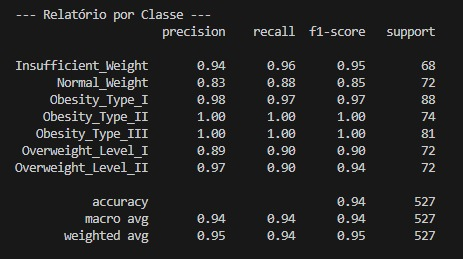 --- Relatório por Classe ---
precision recall f1-score support
Insufficient_Weight 0.94 0.96 0.95 68
Normal_Weight 0.83 0.88 0.85 72
Obesity_Type_I 0.98 0.97 0.97 88
Obesity_Type_II 1.00 1.00 1.00 74
Obesity_Type_III 1.00 1.00 1.00 81
Overweight_Level_I 0.89 0.90 0.90 72
Overweight_Level_II 0.97 0.90 0.94 72
accuracy 0.94 527
macro avg 0.94 0.94 0.94 527
weighted avg 0.95 0.94 0.95 527